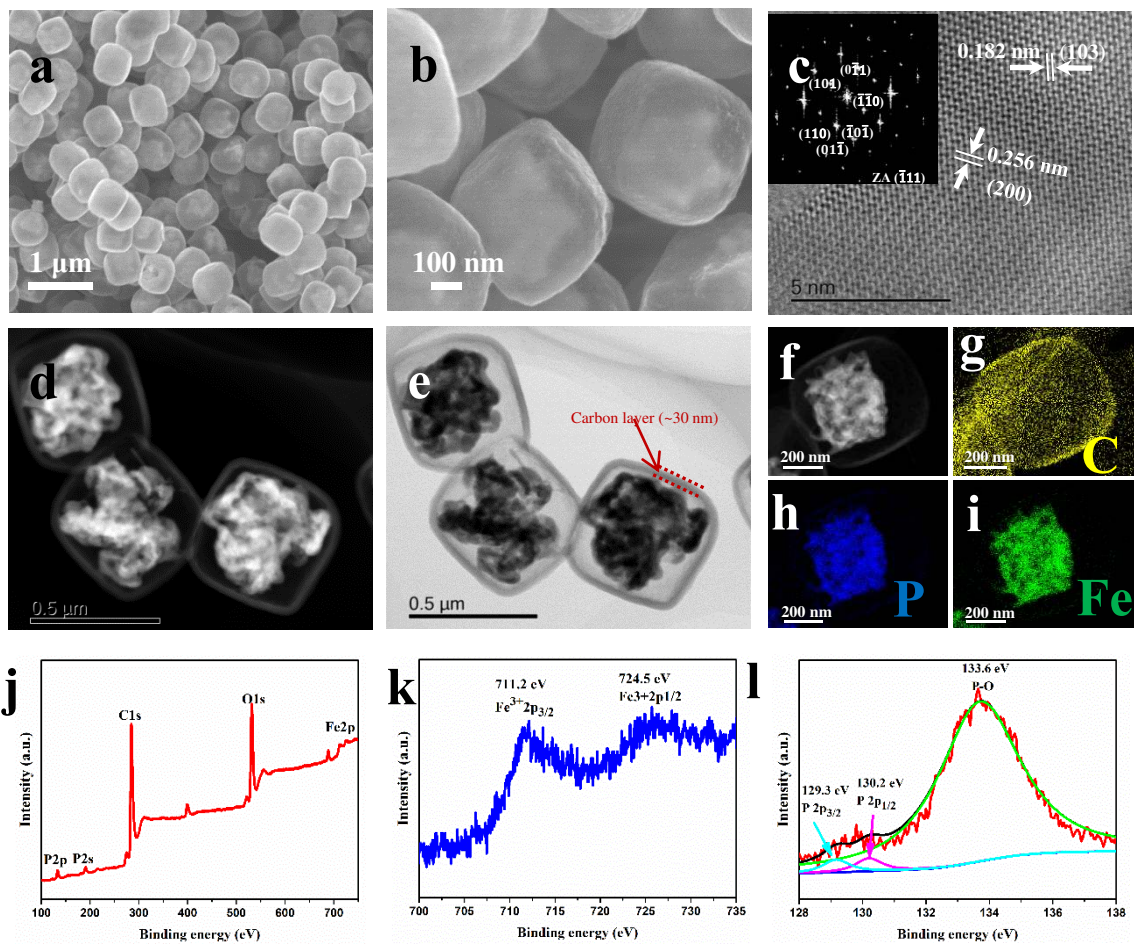 a
1 μm
b
100 nm
c
0.182 nm
(103)
(01̄1)
(101)
(1̄1̄0)
(110)
(1̄01̄)
(011̄)
ZA (1̄11)
0.256 nm
(200)
5 nm
d
0.5 μm
e
Carbon layer (~30 nm)
0.5 μm
f
200 nm
g
200 nm
C
h
200 nm
P
i
200 nm
Fe
j
C1s
O1s
Fe2p
P2p
P2s
Intensity (a.u.)
100 200 300 400 500 600 700
Binding energy (eV)
k
711.2 eV
Fe³⁺ 2p₃/₂
724.5 eV
Fe3+2p1/2
Intensity (a.u.)
700 705 710 715 720 725 730 735
Binding energy (eV)
l
133.6 eV
P-O
130.2 eV
P 2p₁/₂
129.3 eV
P 2p₃/₂
Intensity (a.u.)
128 130 132 134 136 138
Binding energy (eV)